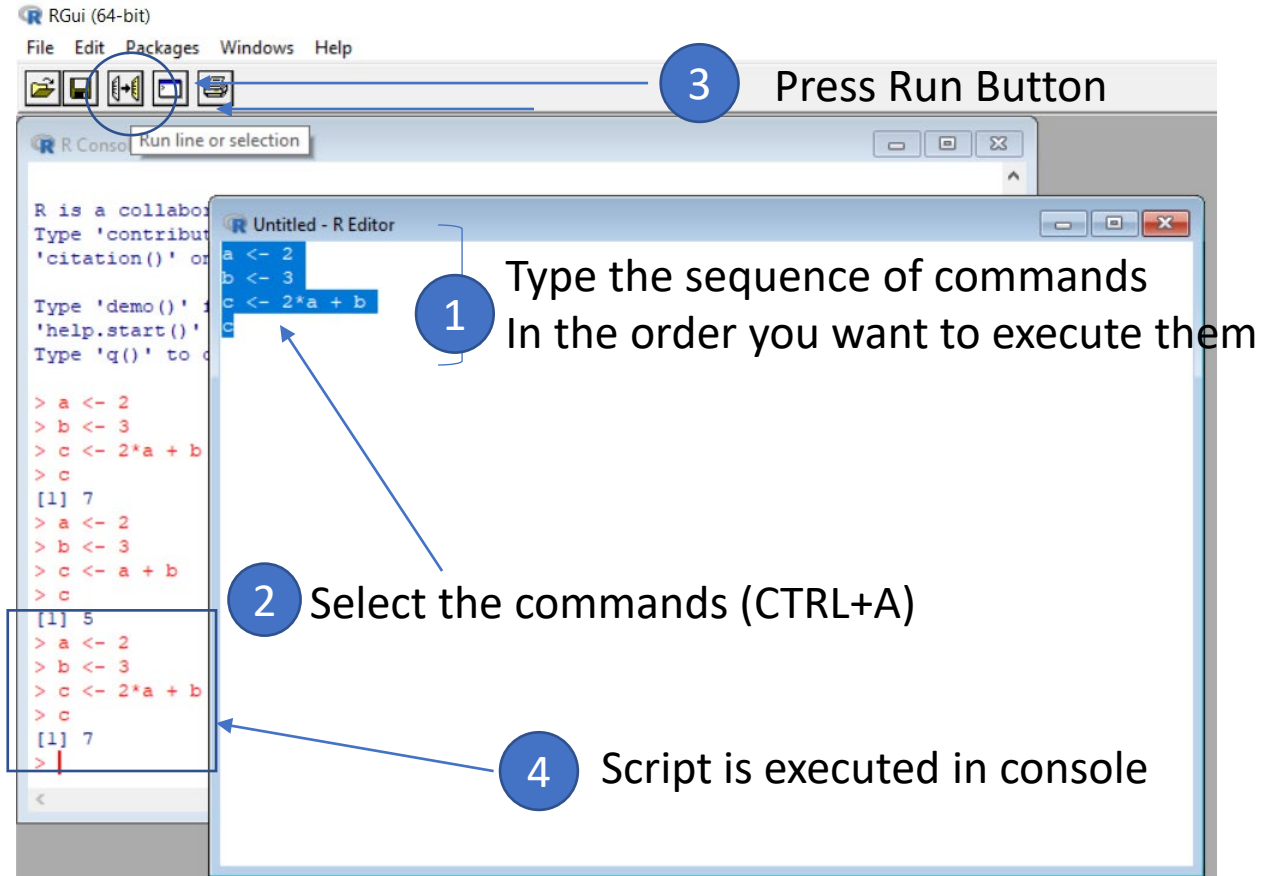 RGui (64-bit)
File Edit Packages Windows Help
3 Press Run Button
R Conso
Run line or selection
R is a collabor
Type 'contribut
'citation()' or
Type 'demo()' f
'help.start()'
Type 'q()' to
> a <- 2
> b <- 3
> c <- 2*a + b
> c
[1] 7
> a <- 2
> b <- 3
> c <- a + b
> c
[1] 5
> a <- 2
> b <- 3
> c <- 2*a + b
> c
[1] 7
>
Untitled - R Editor
a <- 2
b <- 3
c <- 2*a + b
c
1 Type the sequence of commands
In the order you want to execute them
2 Select the commands (CTRL+A)
4 Script is executed in console